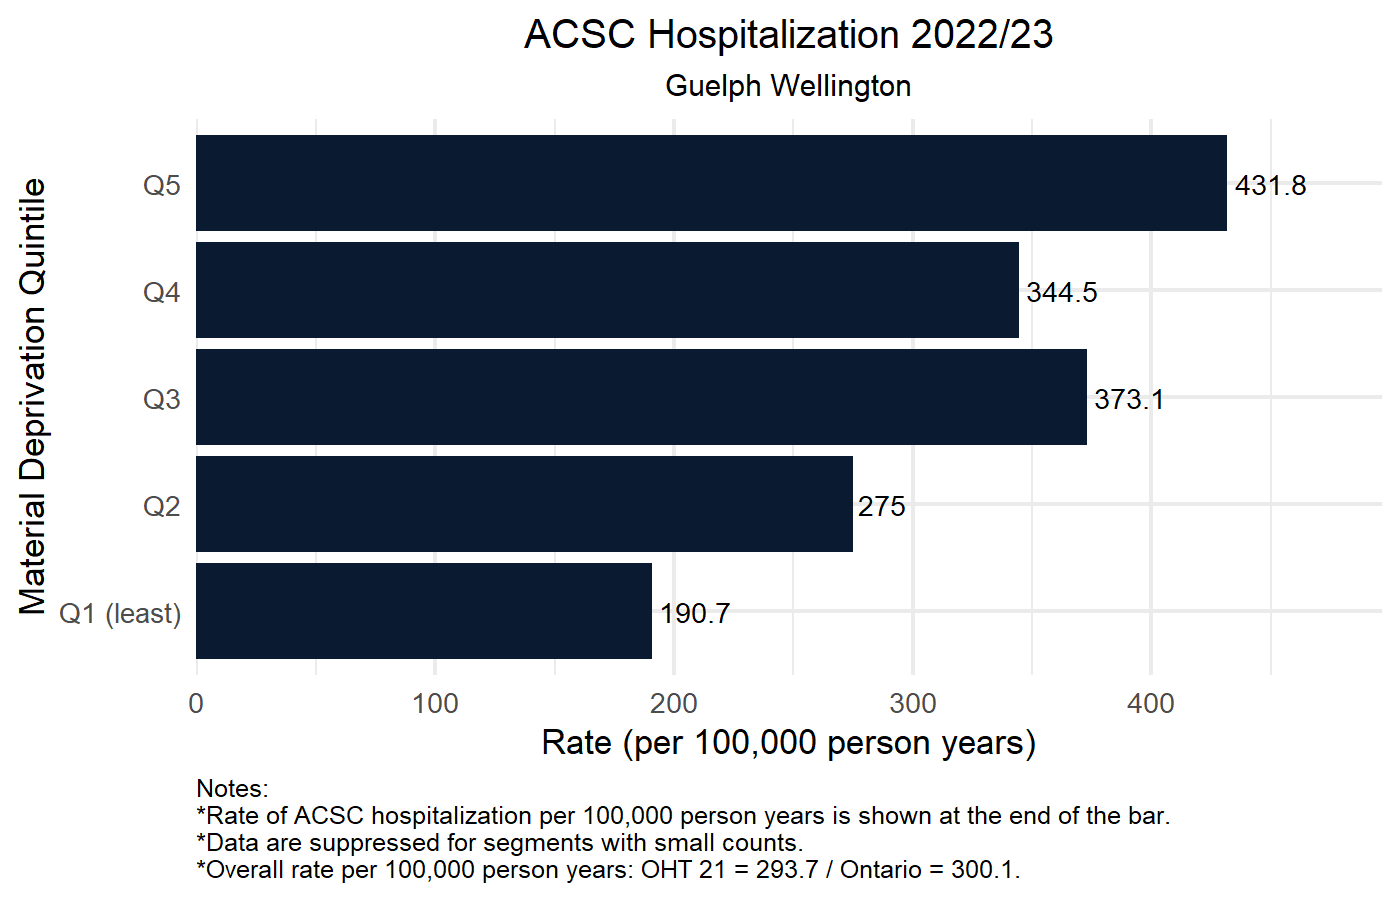 ACSC Hospitalization 2022/23
Guelph Wellington
Material Deprivation Quintile
Q5
431.8
Q4
344.5
Q3
373.1
Q2
275
Q1 (least)
190.7
0 100 200 300 400
Rate (per 100,000 person years)
Notes:
*Rate of ACSC hospitalization per 100,000 person years is shown at the end of the bar.
*Data are suppressed for segments with small counts.
*Overall rate per 100,000 person years: OHT 21 = 293.7 / Ontario = 300.1.